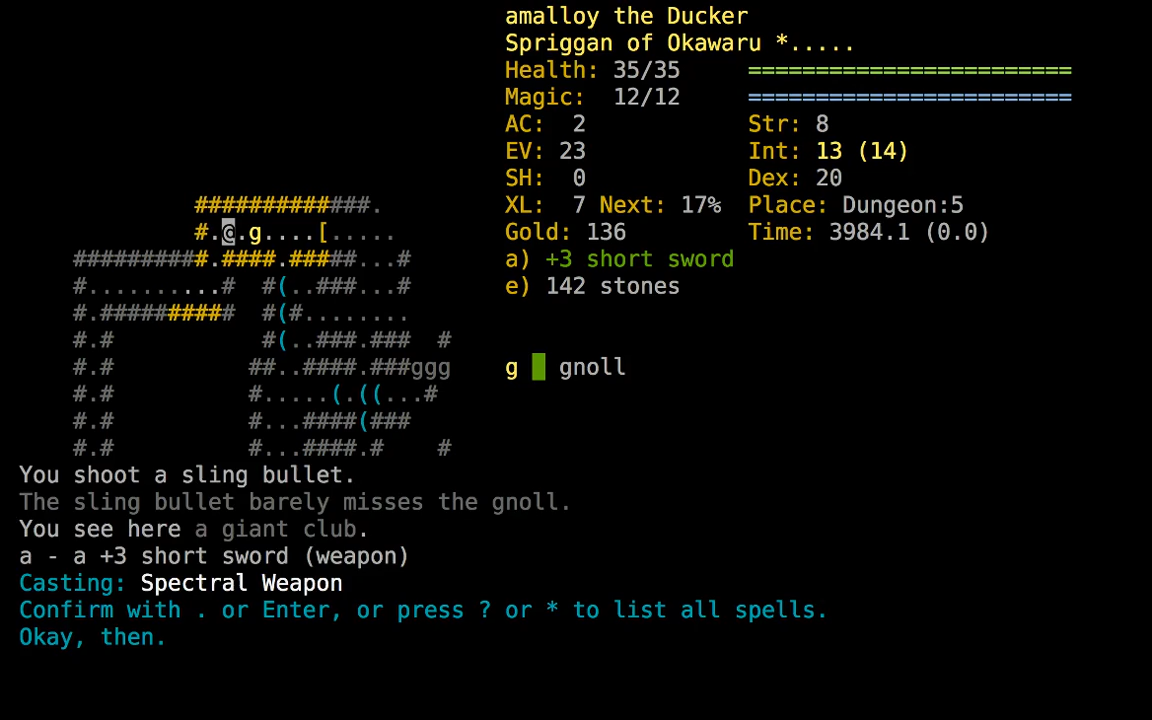 amalloy the Ducker
Spriggan of Okawaru *.....
Health: 35/35 ========================
Magic:  12/12 ========================
AC:  2 Str: 8
EV: 23 Int: 13 (14)
SH:  0 Dex: 20
##########​###. XL:  7 Next: 17% Place: Dungeon:5
#.@.g....[..... Gold: 136 Time: 3984.1 (0.0)
#########​#.####.###​##...# a) +3 short sword
#..........# #(..###...# e) 142 stones
#.#####​####​# #(#........
#.# #(..###.### #
#.# ##..####.###ggg g gnoll
#.# #.....(.((...#
#.# #...####(###
#.# #...####.# #
You shoot a sling bullet.
The sling bullet barely misses the gnoll.
You see here a giant club.
a - a +3 short sword (weapon)
Casting: Spectral Weapon
Confirm with . or Enter, or press ? or * to list all spells.
Okay, then.